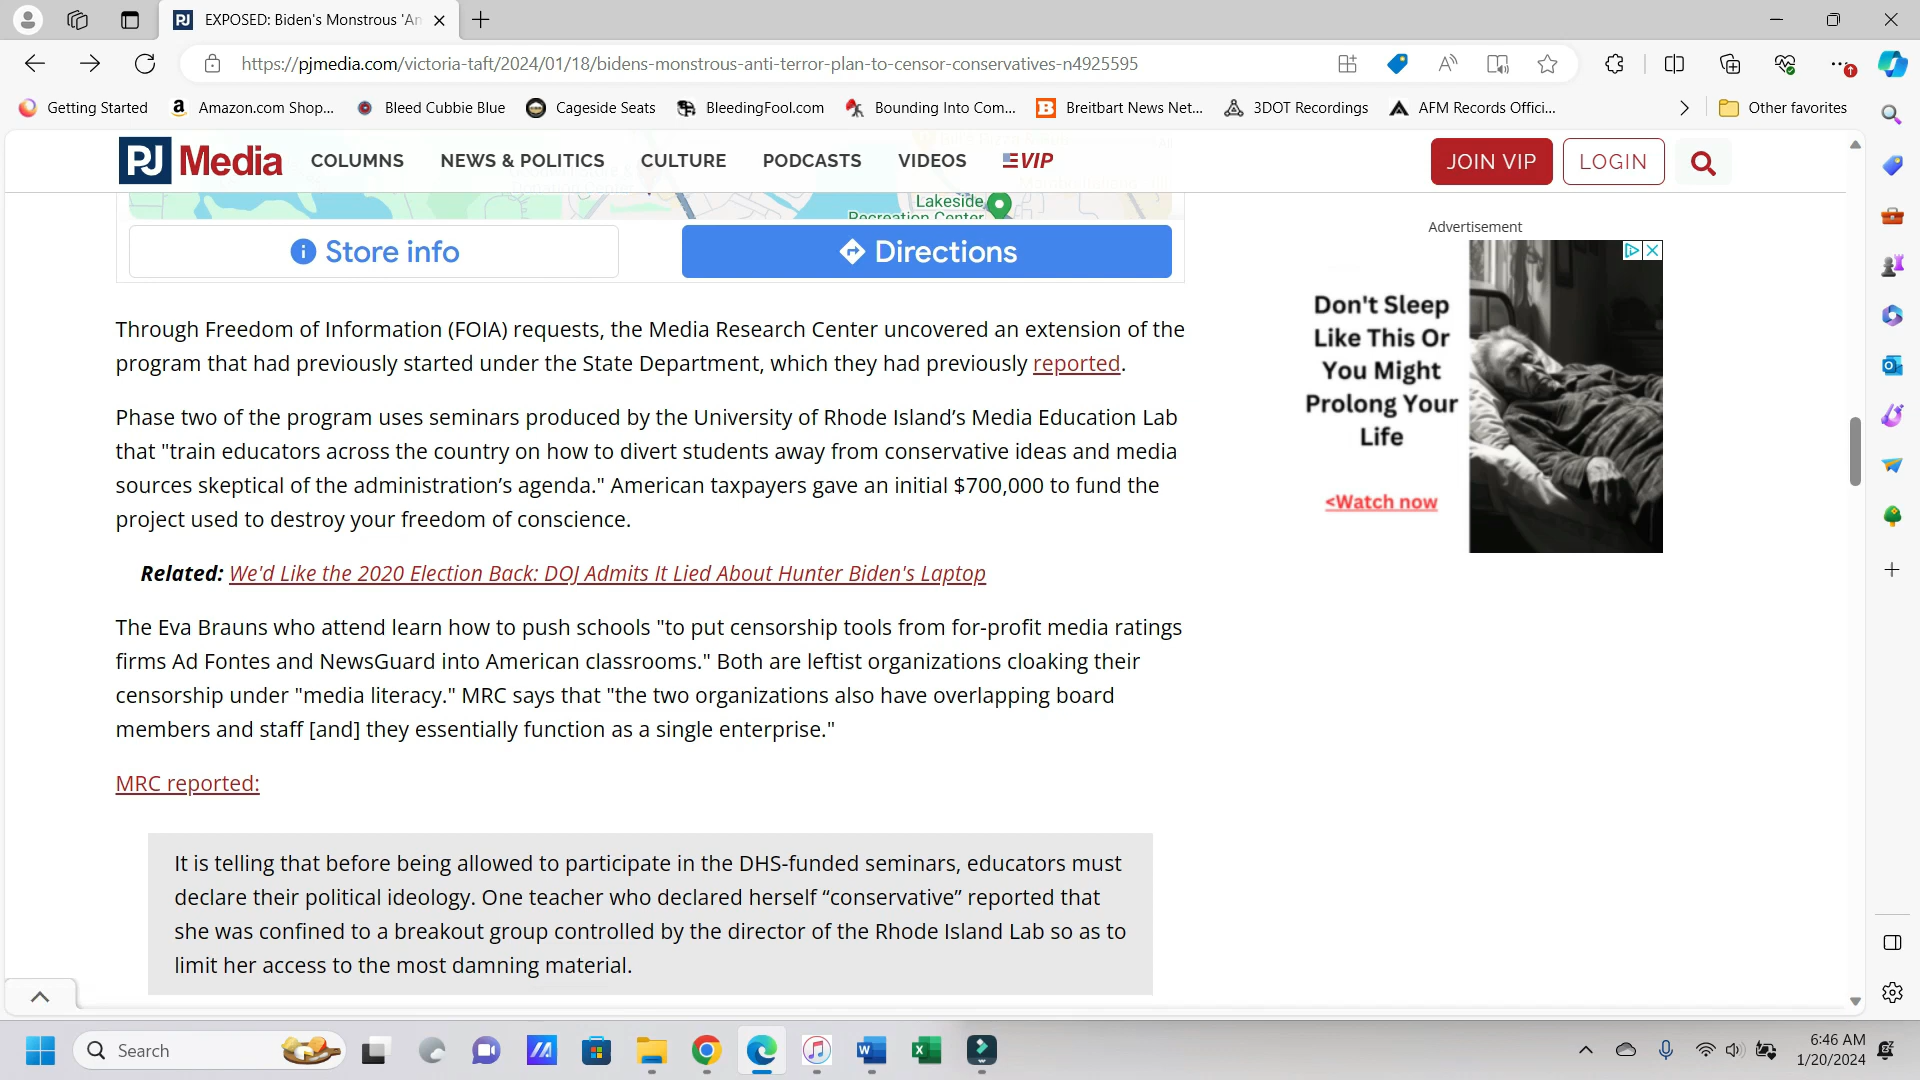 EXPOSED: Biden's Monstrous 'An
https://pjmedia.com/victoria-taft/2024/01/18/bidens-monstrous-anti-terror-plan-to-censor-conservatives-n4925595
Getting Started Amazon.com Shop... Bleed Cubbie Blue Cageside Seats BleedingFool.com Bounding Into Com... Breitbart News Net... 3DOT Recordings AFM Records Offici... Other favorites
PJ Media COLUMNS NEWS & POLITICS CULTURE PODCASTS VIDEOS VIP JOIN VIP LOGIN
Lakeside
Recreation Center
Store info Directions
Advertisement
Don't Sleep
Like This Or
You Might
Prolong Your
Life
<Watch now
Through Freedom of Information (FOIA) requests, the Media Research Center uncovered an extension of the
program that had previously started under the State Department, which they had previously reported.
Phase two of the program uses seminars produced by the University of Rhode Island’s Media Education Lab
that "train educators across the country on how to divert students away from conservative ideas and media
sources skeptical of the administration’s agenda." American taxpayers gave an initial $700,000 to fund the
project used to destroy your freedom of conscience.
Related: We'd Like the 2020 Election Back: DOJ Admits It Lied About Hunter Biden's Laptop
The Eva Brauns who attend learn how to push schools "to put censorship tools from for-profit media ratings
firms Ad Fontes and NewsGuard into American classrooms." Both are leftist organizations cloaking their
censorship under "media literacy." MRC says that "the two organizations also have overlapping board
members and staff [and] they essentially function as a single enterprise."
MRC reported:
It is telling that before being allowed to participate in the DHS-funded seminars, educators must
declare their political ideology. One teacher who declared herself “conservative” reported that
she was confined to a breakout group controlled by the director of the Rhode Island Lab so as to
limit her access to the most damning material.
Search
6:46 AM
1/20/2024